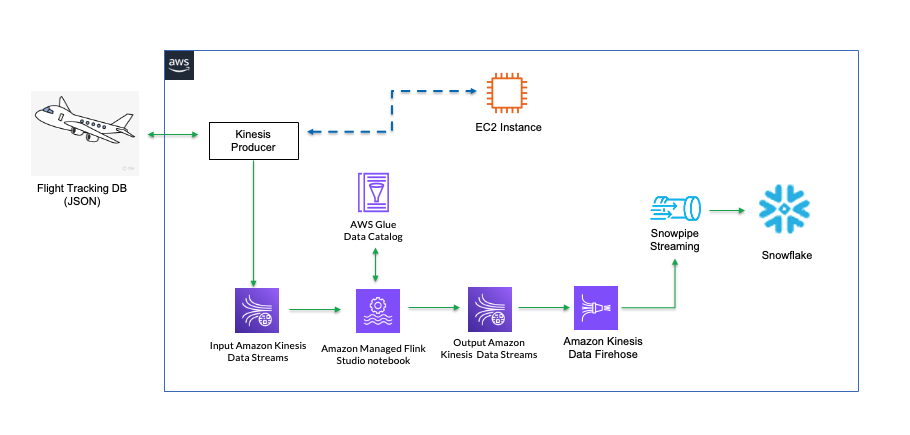 aws
EC2 Instance
Kinesis
Producer
Flight Tracking DB
(JSON)
AWS Glue
Data Catalog
Snowpipe
Streaming
Snowflake
Input Amazon Kinesis
Data Streams
Amazon Managed Flink
Studio notebook
Output Amazon
Kinesis Data Streams
Amazon Kinesis
Data Firehose